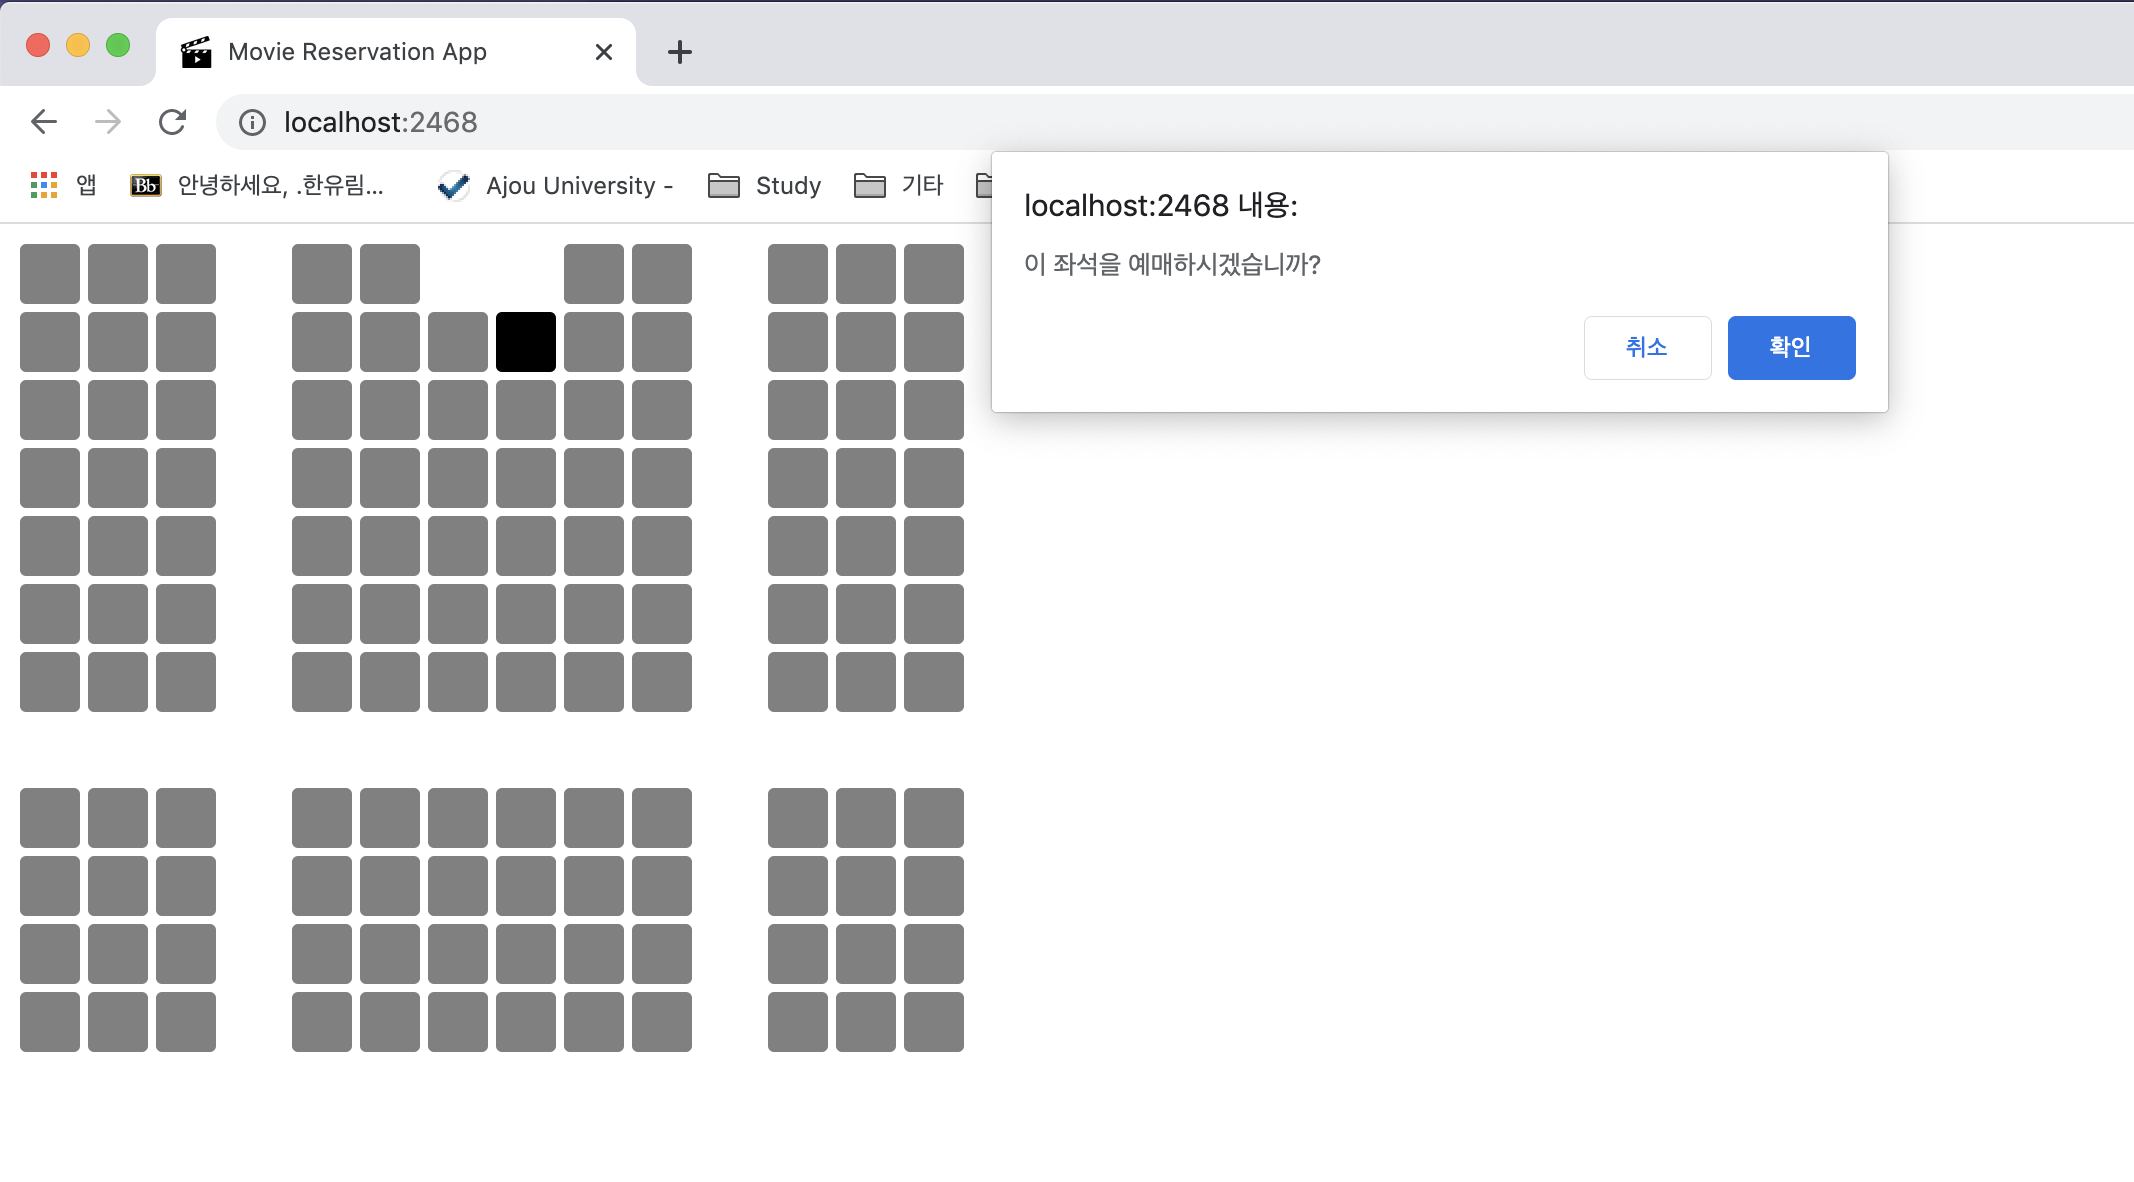 Movie Reservation App
localhost:2468
앱 Bb 안녕하세요, .한유림... Ajou University - Study 기타
localhost:2468 내용:
이 좌석을 예매하시겠습니까?
취소 확인